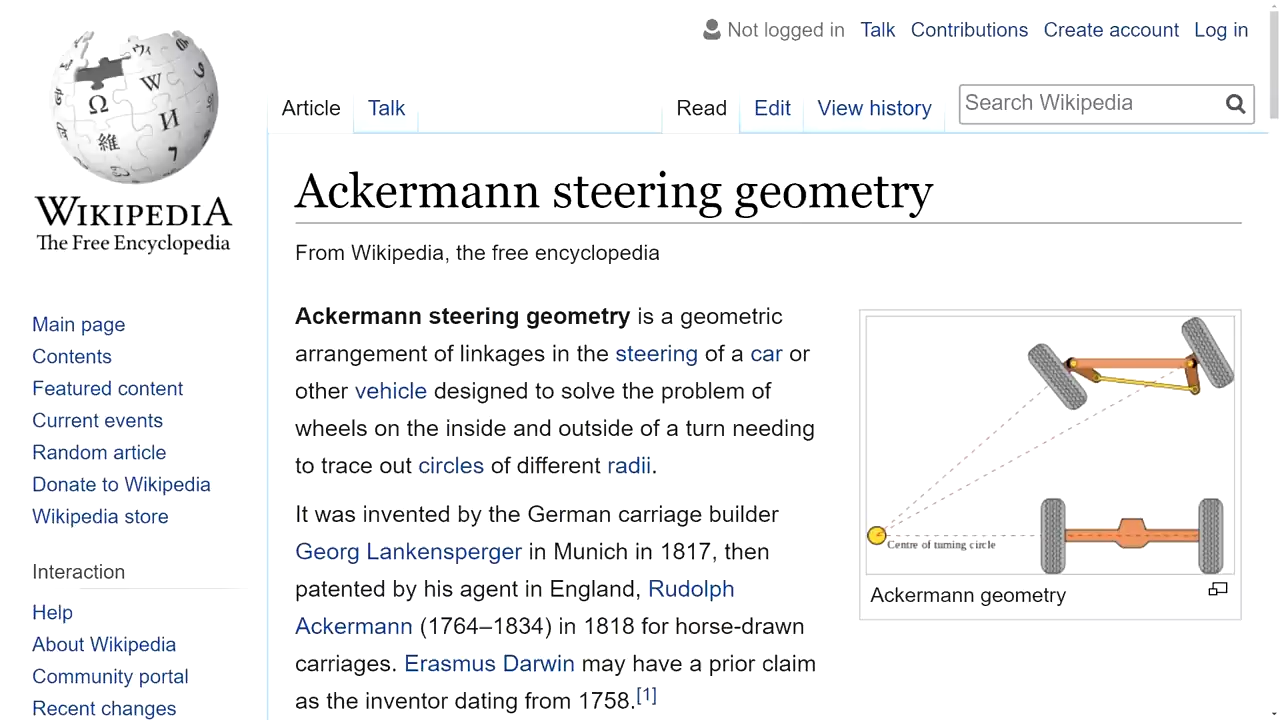 Not logged in Talk Contributions Create account Log in
Article Talk Read Edit View history Search Wikipedia
Ω W И 維 7 ウィ
WIKIPEDIA
The Free Encyclopedia
Main page
Contents
Featured content
Current events
Random article
Donate to Wikipedia
Wikipedia store
Interaction
Help
About Wikipedia
Community portal
Recent changes
Ackermann steering geometry
From Wikipedia, the free encyclopedia
Ackermann steering geometry is a geometric
arrangement of linkages in the steering of a car or
other vehicle designed to solve the problem of
wheels on the inside and outside of a turn needing
to trace out circles of different radii.
It was invented by the German carriage builder
Georg Lankensperger in Munich in 1817, then
patented by his agent in England, Rudolph
Ackermann (1764–1834) in 1818 for horse-drawn
carriages. Erasmus Darwin may have a prior claim
as the inventor dating from 1758.[1]
Centre of turning circle
Ackermann geometry